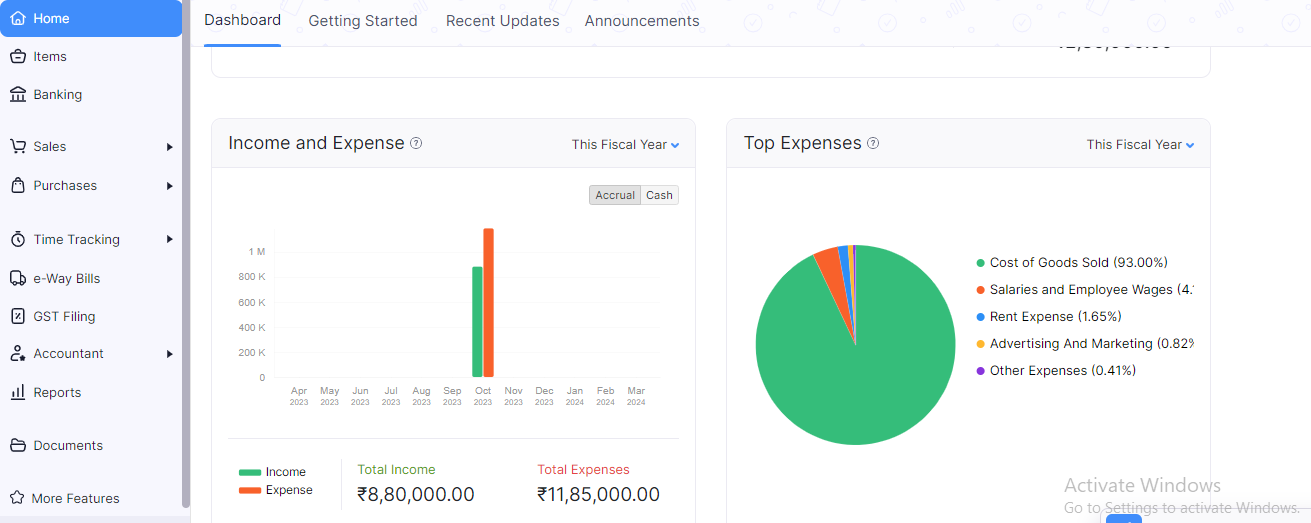 Home
Items
Banking
Sales
Purchases
Time Tracking
e-Way Bills
GST Filing
Accountant
Reports
Documents
More Features
Dashboard Getting Started Recent Updates Announcements
Income and Expense This Fiscal Year
Accrual Cash
1 M
800 K
600 K
400 K
200 K
0
Apr May Jun Jul Aug Sep Oct Nov Dec Jan Feb Mar
2023 2023 2023 2023 2023 2023 2023 2023 2023 2024 2024 2024
Income
Expense
Total Income
₹8,80,000.00
Total Expenses
₹11,85,000.00
Top Expenses This Fiscal Year
Cost of Goods Sold (93.00%)
Salaries and Employee Wages (4.
Rent Expense (1.65%)
Advertising And Marketing (0.82%
Other Expenses (0.41%)
Activate Windows
Go to Settings to activate Windows.